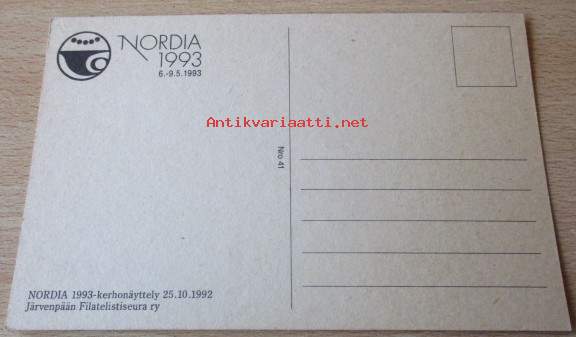 NORDIA
1993
6.-9.5.1993
Antikvariaatti.net
Nro 41
NORDIA 1993-kerhonäyttely 25.10.1992
Järvenpään Filatelistiseura ry